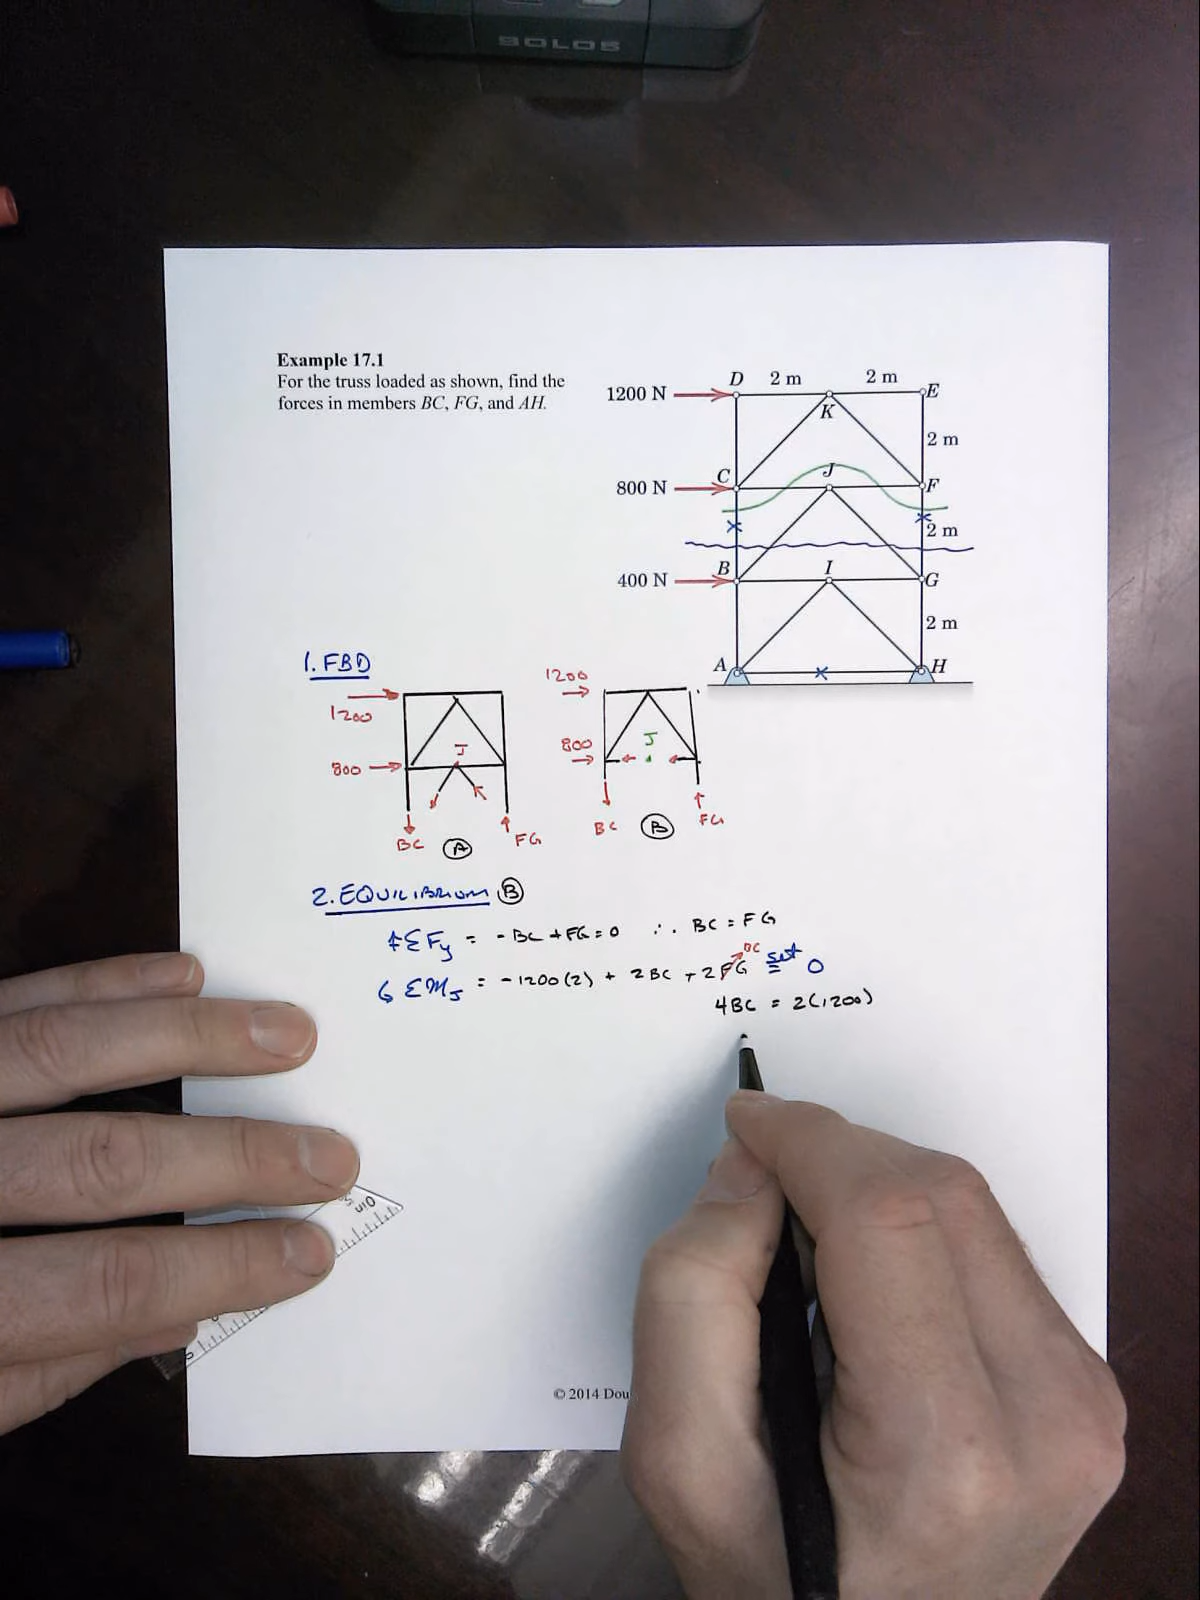 SOLO
Example 17.1
For the truss loaded as shown, find the
forces in members BC, FG, and AH.
D 2 m 2 m E
1200 N
K
2 m
C J F
800 N
2 m
B I G
400 N
2 m
A H
1. FBD
1200
800
J
BC A FG
1200
800 J
BC B FG
2. EQUILIBRIUM B
↑ΣFy = -BC + FG = 0 ∴ BC = FG
BC
↺ ΣMJ = -1200(2) + 2BC + 2FG set = 0
4BC = 2(1200)
0in
© 2014 Dou